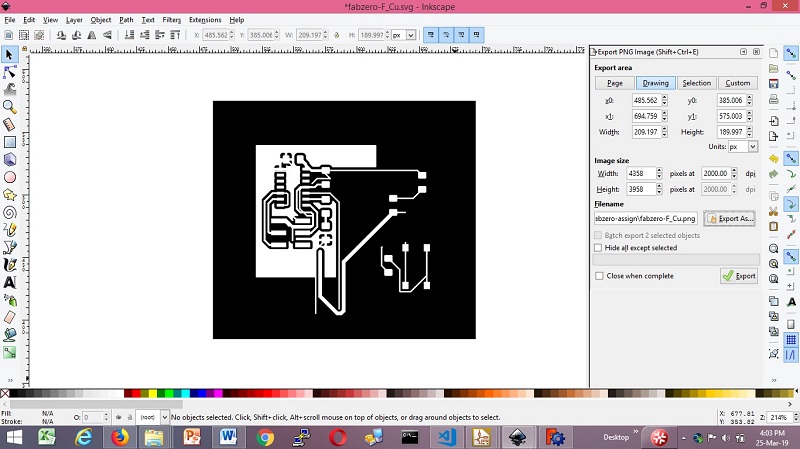 *fabzero-F_Cu.svg - Inkscape
File Edit View Layer Object Path Text Filters Extensions Help
X: 485.562 Y: 385.006 W: 209.197 H: 189.997 px
Export PNG Image (Shift+Ctrl+E)
Export area
Page Drawing Selection Custom
x0: 485.562 y0: 385.006
x1: 694.759 y1: 575.003
Width: 209.197 Height: 189.997
Units: px
Image size
Width: 4358 pixels at 2000.00 dpi
Height: 3958 pixels at 2000.00 dpi
Filename
abzero-assign\fabzero-F_Cu.png Export As...
Batch export 2 selected objects
Hide all except selected
Close when complete Export
Fill: N/A
Stroke: N/A
O: 0
(root)
No objects selected. Click, Shift+click, Alt+scroll mouse on top of objects, or drag around objects to select.
X: 677.81
Y: 353.82
Z: 214%
Desktop
4:03 PM
25-Mar-19